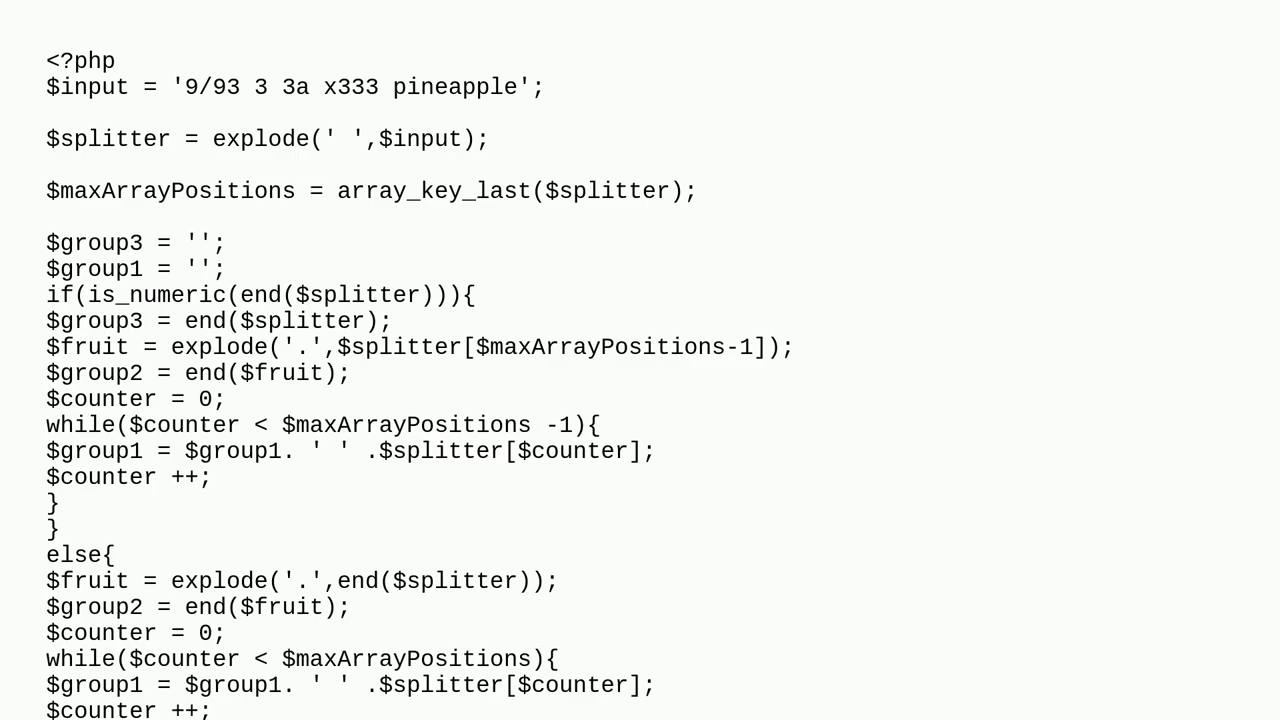 <?php
$input = '9/93 3 3a x333 pineapple';
$splitter = explode(' ',$input);
$maxArrayPositions = array_key_last($splitter);
$group3 = '';
$group1 = '';
if(is_numeric(end($splitter))){
$group3 = end($splitter);
$fruit = explode('.',$splitter[$maxArrayPositions-1]);
$group2 = end($fruit);
$counter = 0;
while($counter < $maxArrayPositions -1){
$group1 = $group1. ' ' .$splitter[$counter];
$counter ++;
}
}
else{
$fruit = explode('.',end($splitter));
$group2 = end($fruit);
$counter = 0;
while($counter < $maxArrayPositions){
$group1 = $group1. ' ' .$splitter[$counter];
$counter ++;